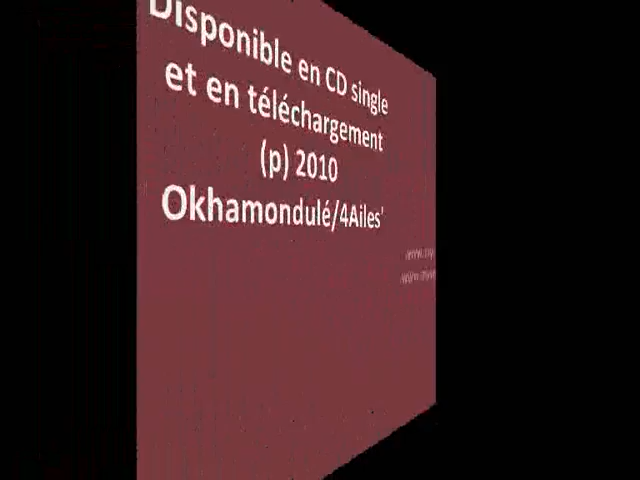 Disponible en CD single
et en téléchargement
(p) 2010
Okhamondulé/4Ailes'